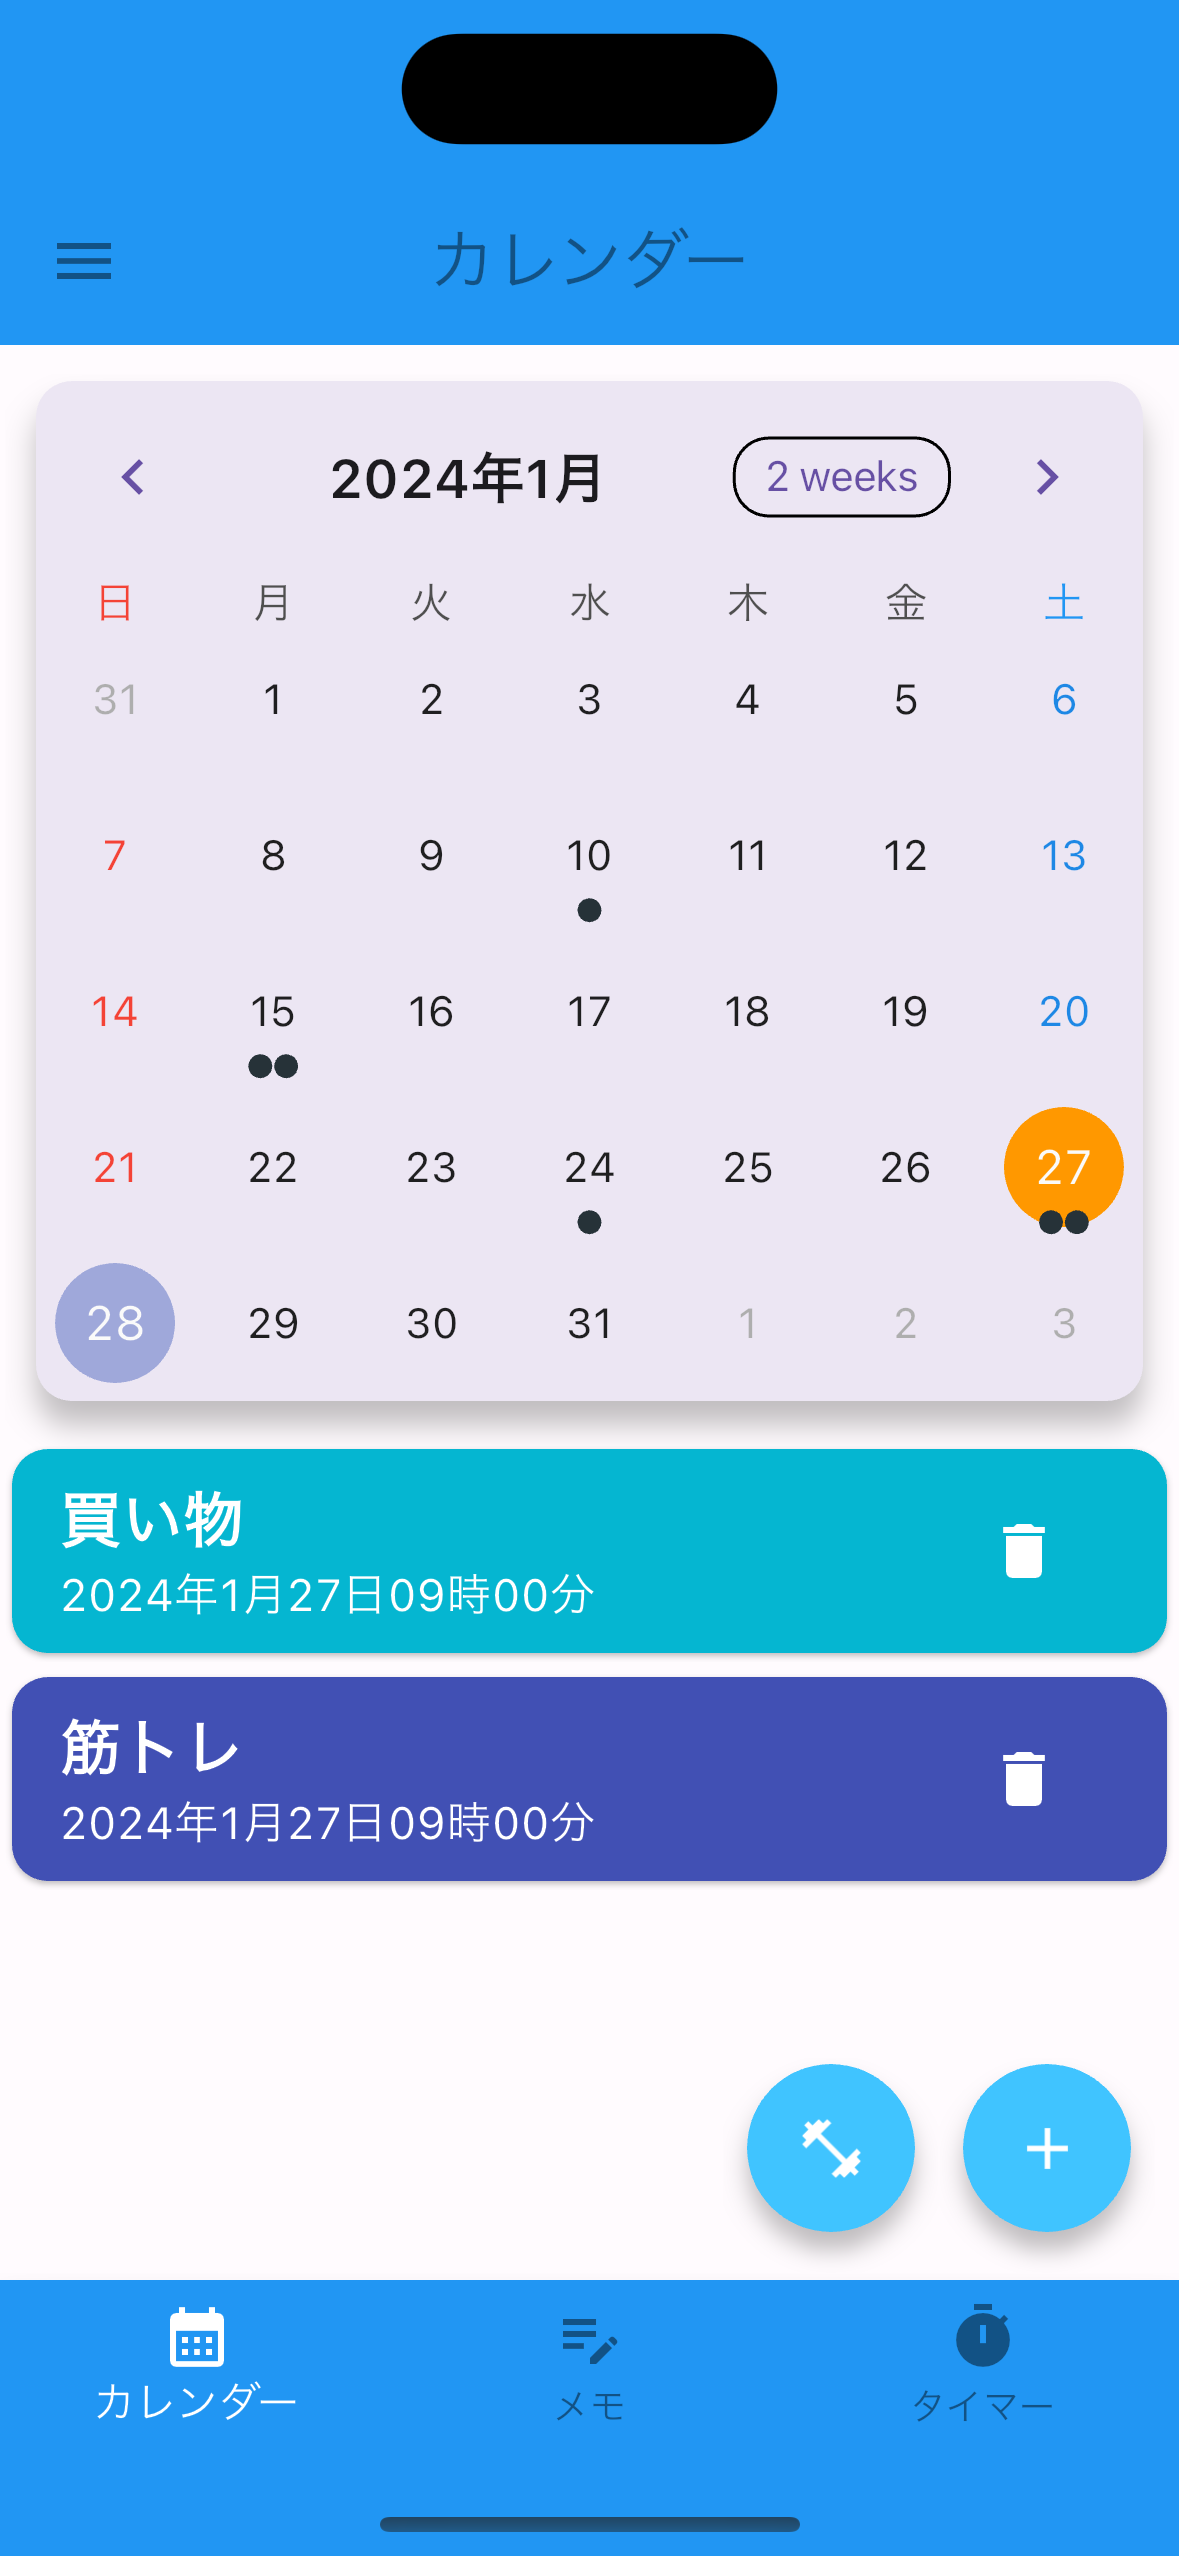 カレンダー
2024年1月
2 weeks
日 月 火 水 木 金 土
31 1 2 3 4 5 6
7 8 9 10 11 12 13
14 15 16 17 18 19 20
21 22 23 24 25 26 27
28 29 30 31 1 2 3
買い物
2024年1月27日09時00分
筋トレ
2024年1月27日09時00分
カレンダー
メモ
タイマー